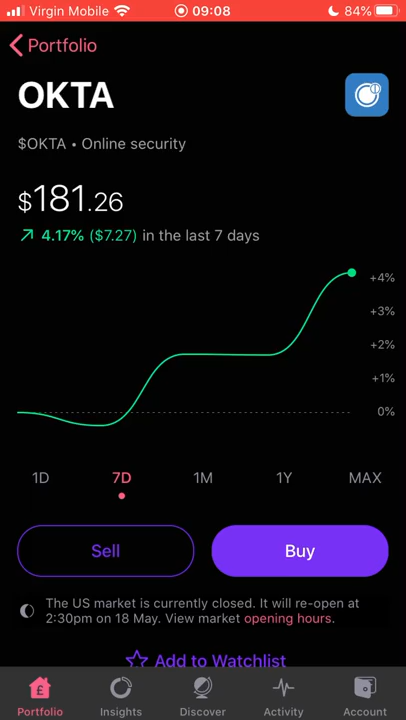 Virgin Mobile 09:08 84%
Portfolio
OKTA
$OKTA • Online security
$181.26
4.17% ($7.27) in the last 7 days
+4%
+3%
+2%
+1%
0%
1D 7D 1M 1Y MAX
Sell Buy
The US market is currently closed. It will re-open at
2:30pm on 18 May. View market opening hours.
Add to Watchlist
£
Portfolio Insights Discover Activity Account